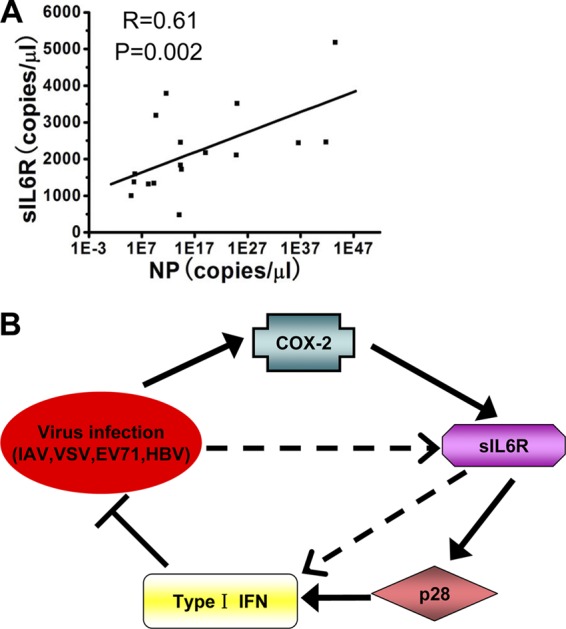 A
R=0.61
P=0.002
sIL6R(copies/μl)
6000
5000
4000
3000
2000
1000
0
1E-3 1E7 1E17 1E27 1E37 1E47
NP(copies/μl)
B
COX-2
Virus infection
(IAV,VSV,EV71,HBV)
sIL6R
p28
Type Ⅰ IFN